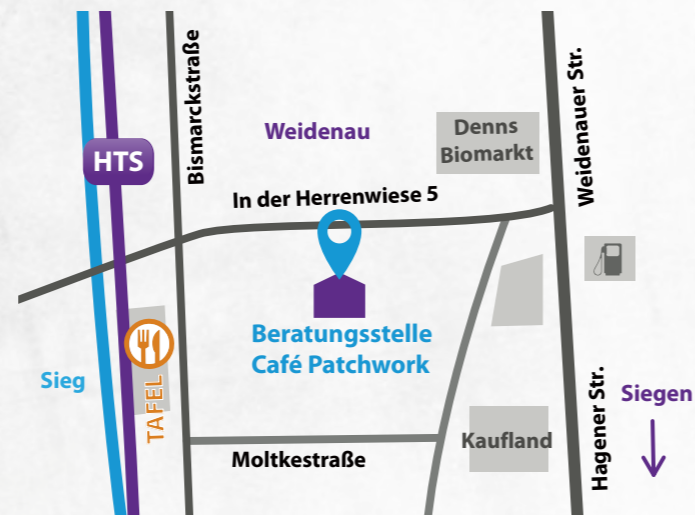 Weidenau
Denns
Biomarkt
Bismarckstraße
Weidenauer Str.
HTS
In der Herrenwiese 5
Beratungsstelle
Café Patchwork
Sieg
TAFEL
Siegen
Hagener Str.
Kaufland
Moltkestraße